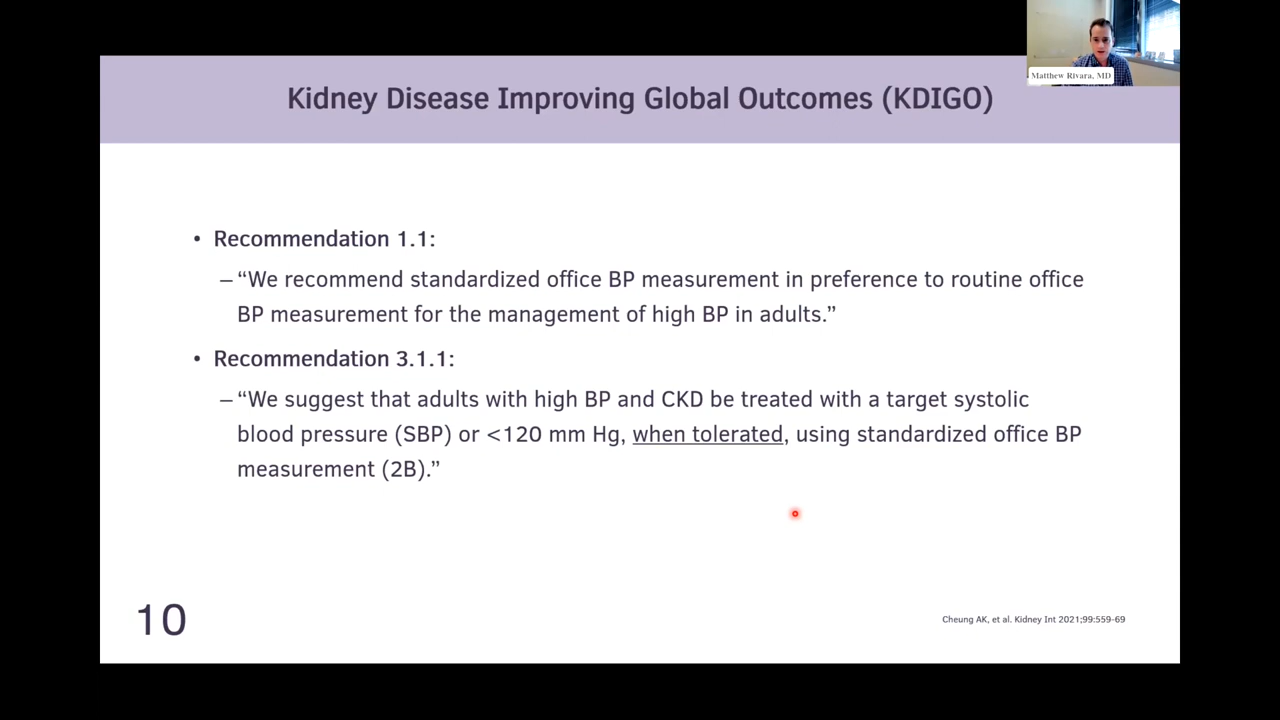 Matthew Rivara, MD
Kidney Disease Improving Global Outcomes (KDIGO)
• Recommendation 1.1:
– “We recommend standardized office BP measurement in preference to routine office
BP measurement for the management of high BP in adults.”
• Recommendation 3.1.1:
– “We suggest that adults with high BP and CKD be treated with a target systolic
blood pressure (SBP) or <120 mm Hg, when tolerated, using standardized office BP
measurement (2B).”
10
Cheung AK, et al. Kidney Int 2021;99:559-69